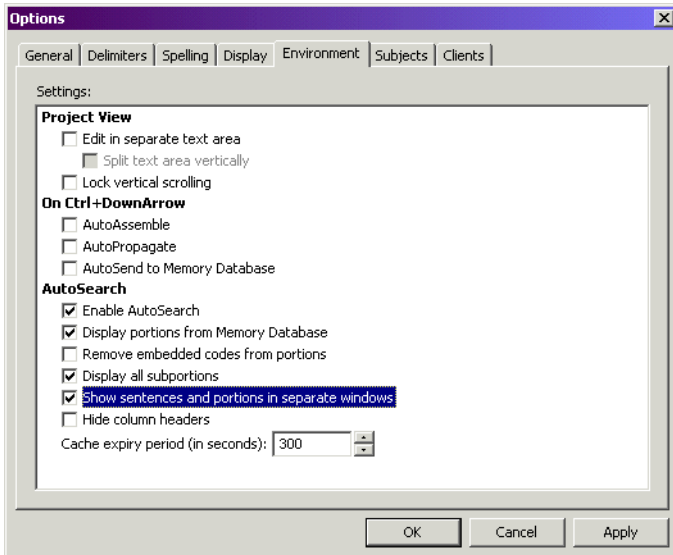 Options
General Delimiters Spelling Display Environment Subjects Clients
Settings:
Project View
Edit in separate text area
Split text area vertically
Lock vertical scrolling
On Ctrl+DownArrow
AutoAssemble
AutoPropagate
AutoSend to Memory Database
AutoSearch
Enable AutoSearch
Display portions from Memory Database
Remove embedded codes from portions
Display all subportions
Show sentences and portions in separate windows
Hide column headers
Cache expiry period (in seconds): 300
OK Cancel Apply